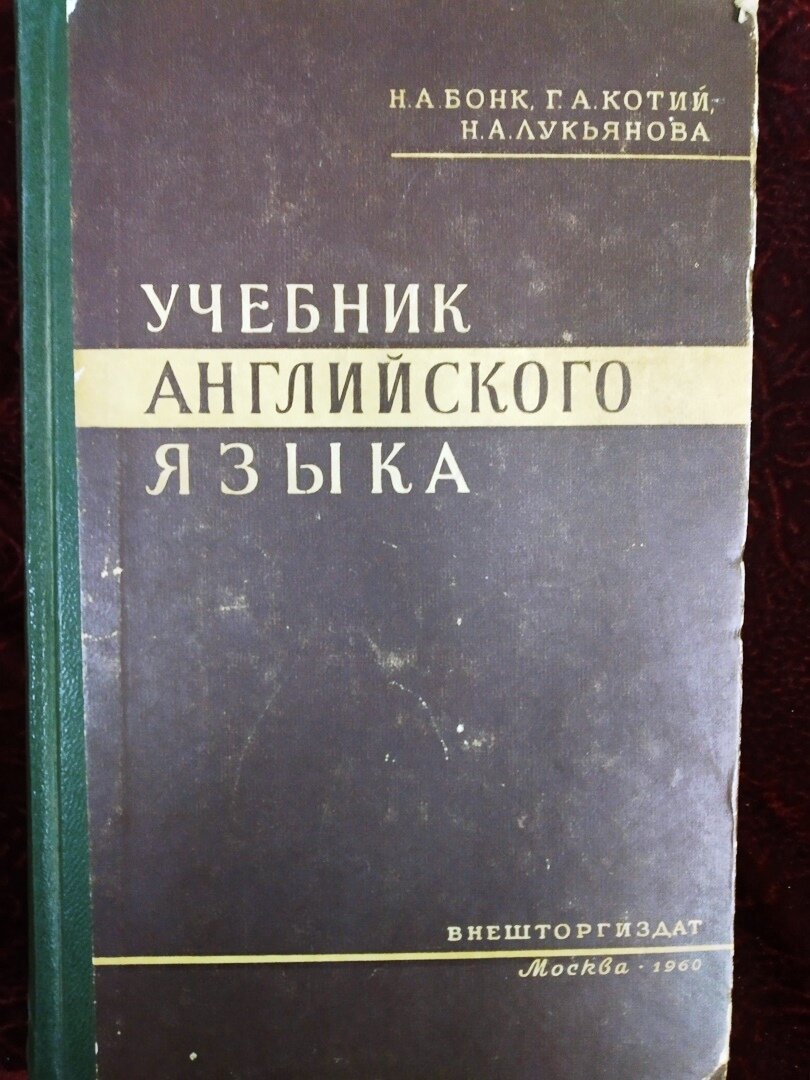 Н.А.БОНК, Г.А.КОТИЙ,
Н.А.ЛУКЬЯНОВА
УЧЕБНИК
АНГЛИЙСКОГО
ЯЗЫКА
ВНЕШТОРГИЗДАТ
Москва · 1960